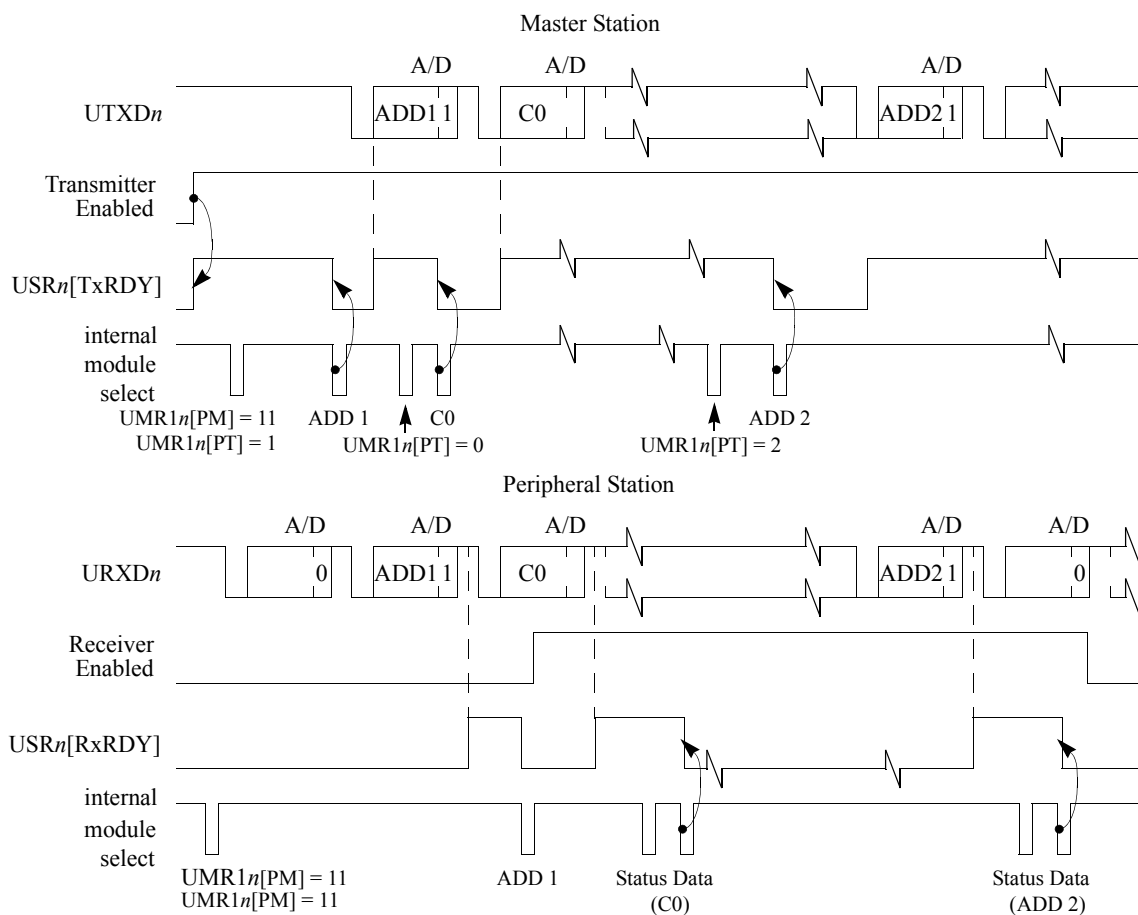 Master Station
A/D A/D A/D
UTXDn ADD1 1 C0 ADD2 1
Transmitter
Enabled
USRn[TxRDY]
internal
module
select
UMR1n[PM] = 11 ADD 1 C0 ADD 2
UMR1n[PT] = 1 UMR1n[PT] = 0 UMR1n[PT] = 2
Peripheral Station
A/D A/D A/D A/D A/D
URXDn 0 ADD1 1 C0 ADD2 1 0
Receiver
Enabled
USRn[RxRDY]
internal
module
select
UMR1n[PM] = 11 ADD 1 Status Data Status Data
UMR1n[PM] = 11 (C0) (ADD 2)